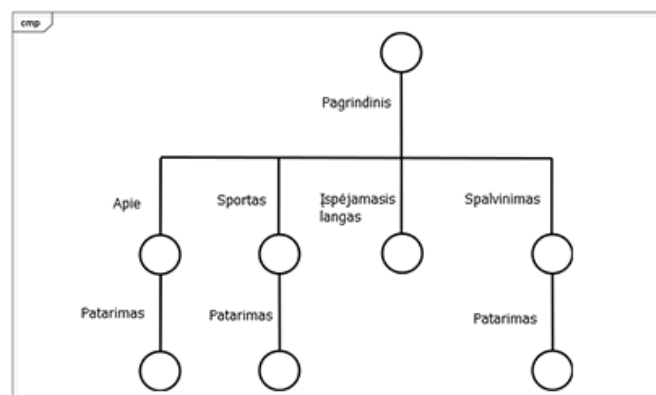 cmp
Pagrindinis
Apie
Sportas
Įspėjamasis
langas
Spalvinimas
Patarimas
Patarimas
Patarimas